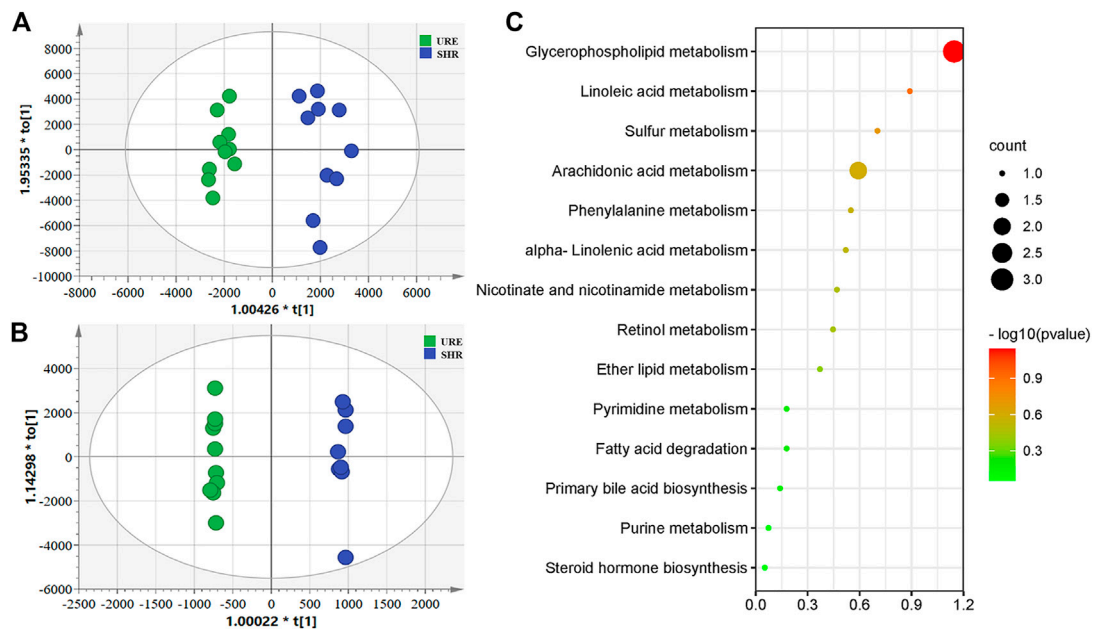 A
URE
SHR
8000
6000
4000
2000
0
-2000
-4000
-6000
-8000
-10000
1.95335 * to[1]
-8000 -6000 -4000 -2000 0 2000 4000 6000
1.00426 * t[1]
B
URE
SHR
4000
2000
0
-2000
-4000
-6000
1.14298 * to[1]
-2500 -2000 -1500 -1000 -500 0 500 1000 1500 2000
1.00022 * t[1]
C
Glycerophospholipid metabolism
Linoleic acid metabolism
Sulfur metabolism
Arachidonic acid metabolism
Phenylalanine metabolism
alpha- Linolenic acid metabolism
Nicotinate and nicotinamide metabolism
Retinol metabolism
Ether lipid metabolism
Pyrimidine metabolism
Fatty acid degradation
Primary bile acid biosynthesis
Purine metabolism
Steroid hormone biosynthesis
0.0 0.3 0.6 0.9 1.2
count
1.0
1.5
2.0
2.5
3.0
- log10(pvalue)
0.9
0.6
0.3